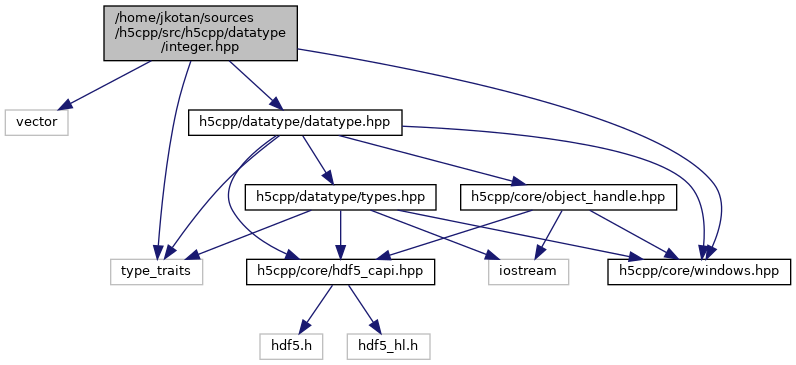 /home/jkotan/sources
/h5cpp/src/h5cpp/datatype
/integer.hpp
vector
h5cpp/datatype/datatype.hpp
h5cpp/datatype/types.hpp
h5cpp/core/object_handle.hpp
type_traits
h5cpp/core/hdf5_capi.hpp
iostream
h5cpp/core/windows.hpp
hdf5.h
hdf5_hl.h